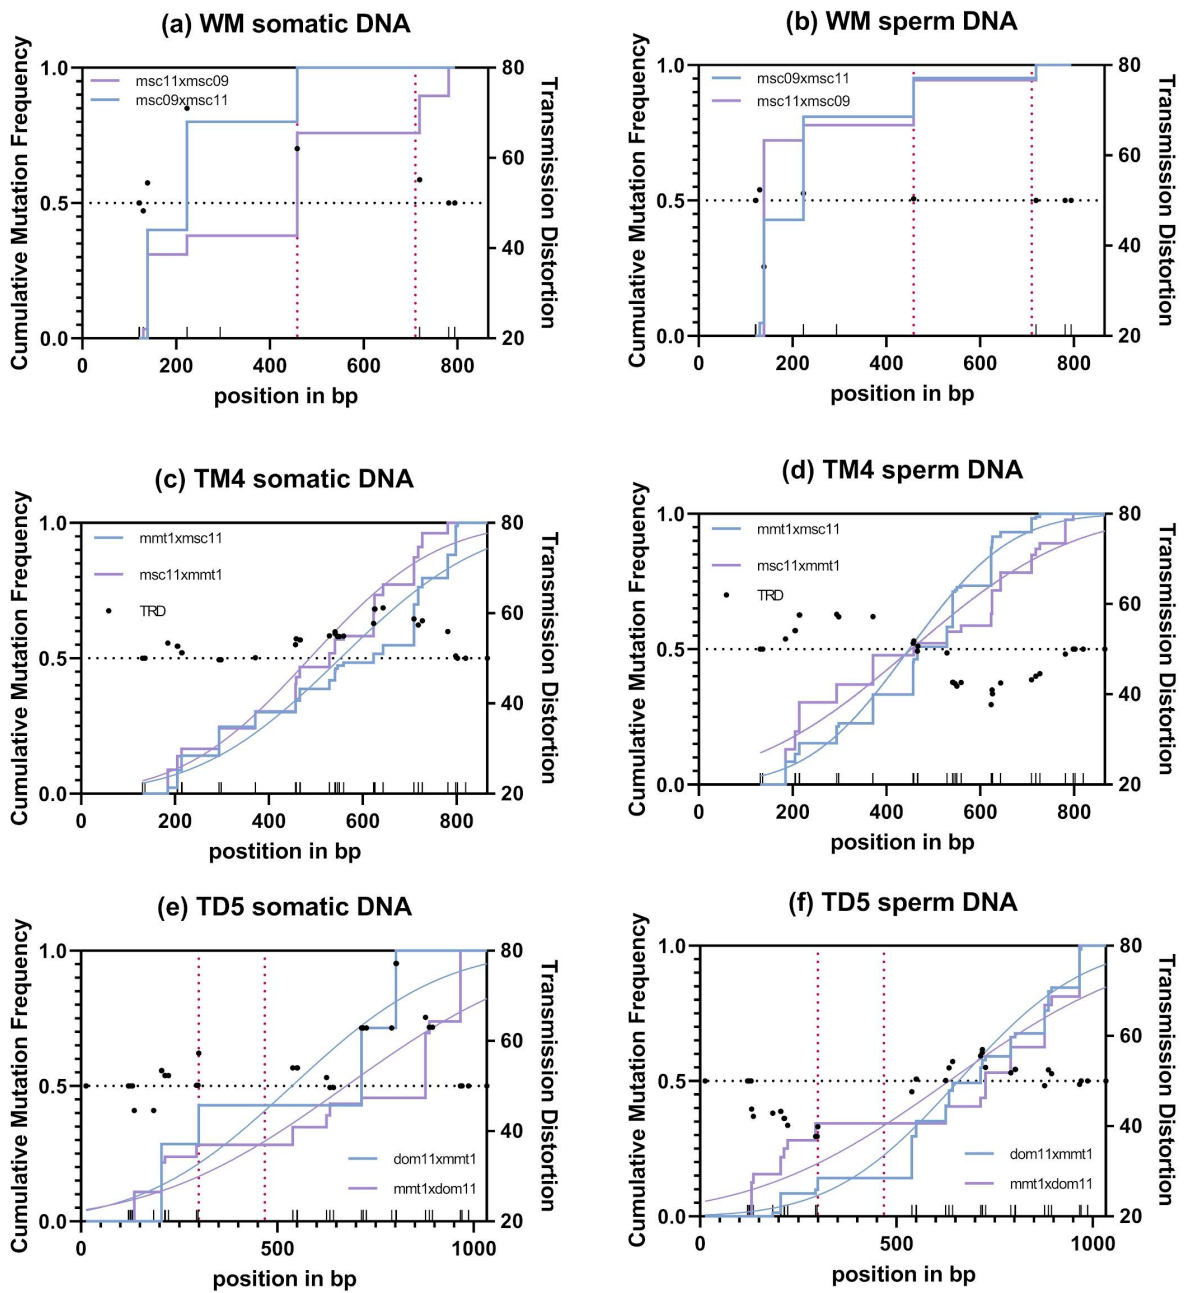 (a) WM somatic DNA
Cumulative Mutation Frequency
1.0
0.5
0.0
msc11xmsc09
msc09xmsc11
80
60
40
20
Transmission Distortion
0 200 400 600 800
position in bp
(b) WM sperm DNA
Cumulative Mutation Frequency
1.0
0.5
0.0
msc09xmsc11
msc11xmsc09
80
60
40
20
Transmission Distortion
0 200 400 600 800
position in bp
(c) TM4 somatic DNA
Cumulative Mutation Frequency
1.0
0.5
0.0
mmt1xmsc11
msc11xmmt1
TRD
80
60
40
20
Transmission Distortion
0 200 400 600 800
postition in bp
(d) TM4 sperm DNA
Cumulative Mutation Frequency
1.0
0.5
0.0
mmt1xmsc11
msc11xmmt1
TRD
80
60
40
20
Transmission Distortion
0 200 400 600 800
position in bp
(e) TD5 somatic DNA
Cumulative Mutation Frequency
1.0
0.5
0.0
dom11xmmt1
mmt1xdom11
80
60
40
20
Transmission Distortion
0 500 1000
position in bp
(f) TD5 sperm DNA
Cumulative Mutation Frequency
1.0
0.5
0.0
dom11xmmt1
mmt1xdom11
80
60
40
20
Transmission Distortion
0 500 1000
position in bp